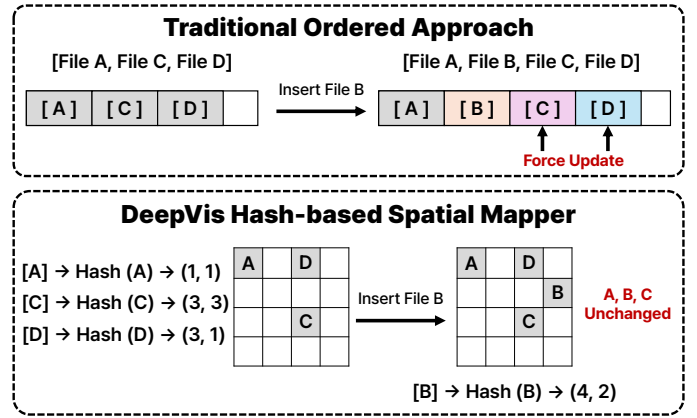 Traditional Ordered Approach
[File A, File C, File D]
[File A, File B, File C, File D]
Insert File B
[ A ] [ C ] [ D ]
[ A ] [ B ] [ C ] [ D ]
Force Update
DeepVis Hash-based Spatial Mapper
[A] → Hash (A) → (1, 1)
[C] → Hash (C) → (3, 3)
[D] → Hash (D) → (3, 1)
A D
C
Insert File B
A D
B
C
A, B, C
Unchanged
[B] → Hash (B) → (4, 2)